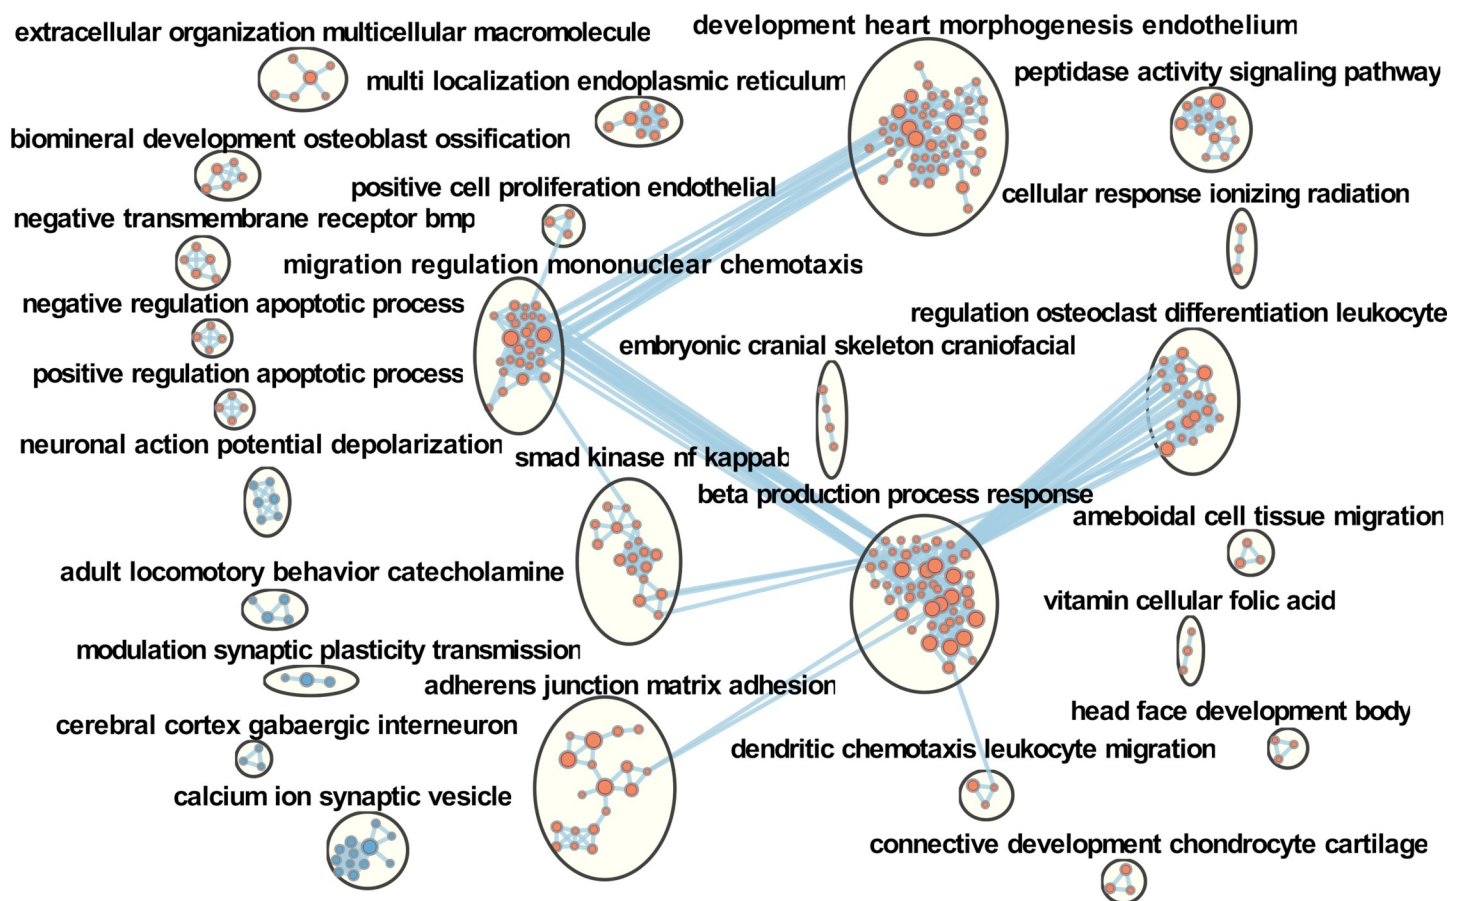 extracellular organization multicellular macromolecule
development heart morphogenesis endothelium
multi localization endoplasmic reticulum
peptidase activity signaling pathway
biomineral development osteoblast ossification
positive cell proliferation endothelial
cellular response ionizing radiation
negative transmembrane receptor bmp
migration regulation mononuclear chemotaxis
negative regulation apoptotic process
regulation osteoclast differentiation leukocyte
embryonic cranial skeleton craniofacial
positive regulation apoptotic process
neuronal action potential depolarization
smad kinase nf kappab
beta production process response
ameboidal cell tissue migration
adult locomotory behavior catecholamine
vitamin cellular folic acid
modulation synaptic plasticity transmission
adherens junction matrix adhesion
head face development body
cerebral cortex gabaergic interneuron
dendritic chemotaxis leukocyte migration
calcium ion synaptic vesicle
connective development chondrocyte cartilage